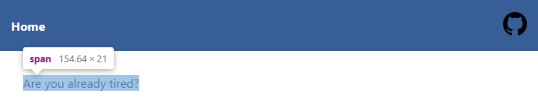 Home
span 154.64 × 21
Are you already tired?